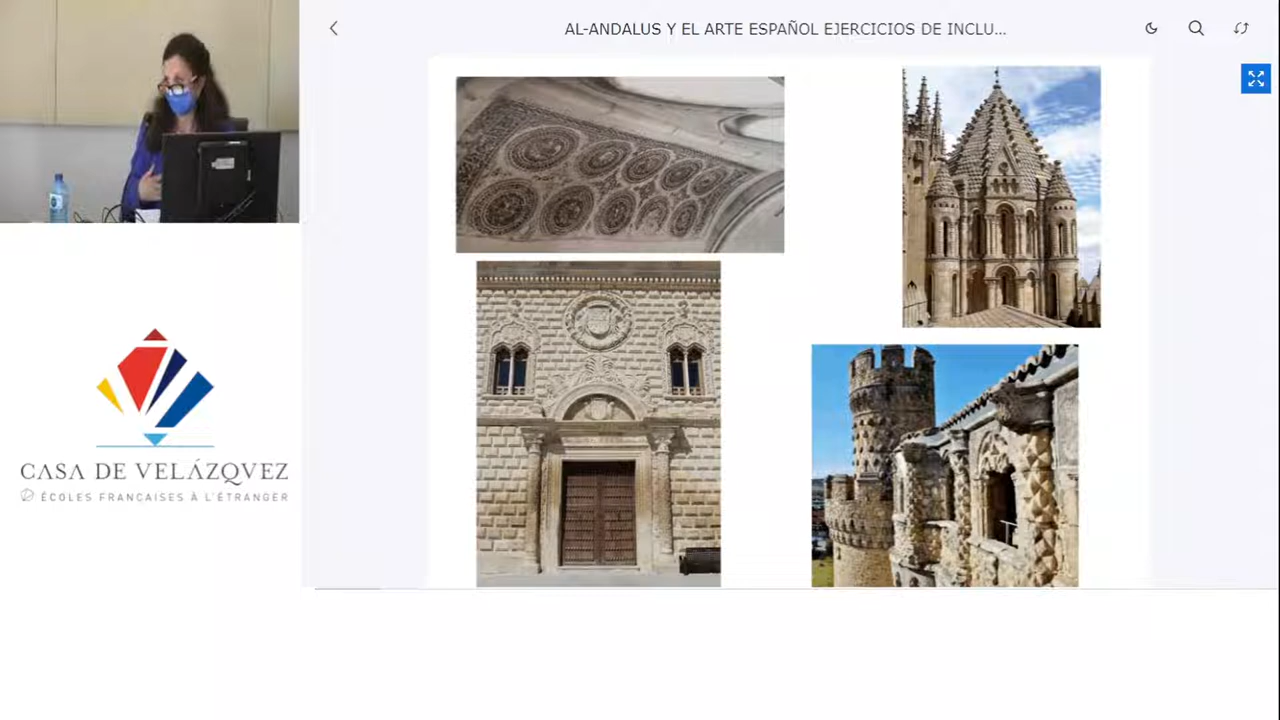 AL-ANDALUS Y EL ARTE ESPAÑOL EJERCICIOS DE INCLU...
CASA DE VELÁZQVEZ
ÉCOLES FRANÇAISES À L'ÉTRANGER